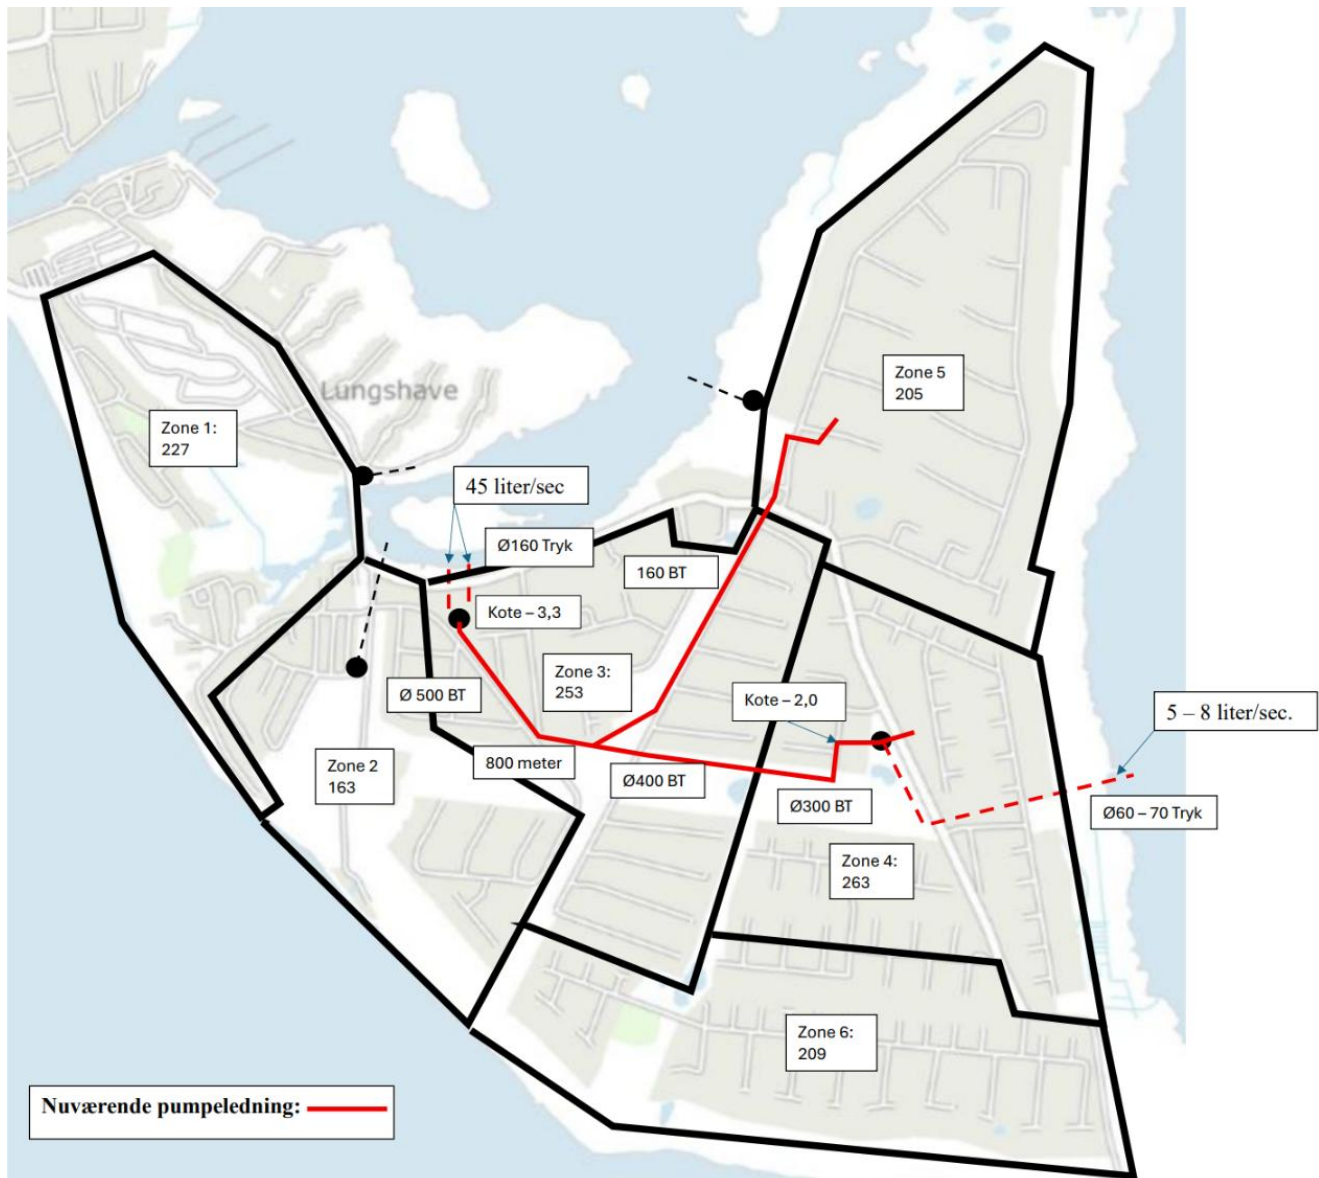 Zone 5
205
Lungshave
Zone 1:
227
45 liter/sec
Ø160 Tryk
160 BT
Kote – 3,3
Zone 3:
253
Ø 500 BT
Kote – 2,0
5 – 8 liter/sec.
Zone 2
163
800 meter
Ø400 BT
Ø300 BT
Ø60 – 70 Tryk
Zone 4:
263
Zone 6:
209
Nuværende pumpeledning: